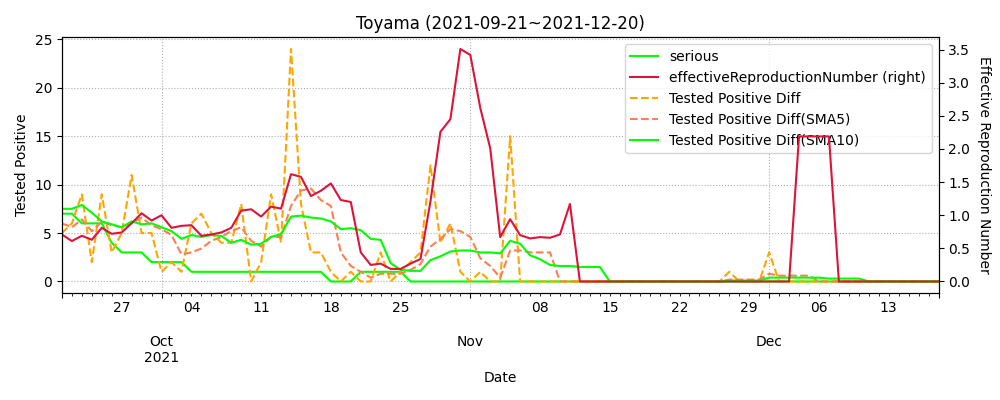 Toyama (2021-09-21~2021-12-20)
serious
effectiveReproductionNumber (right)
Tested Positive Diff
Tested Positive Diff(SMA5)
Tested Positive Diff(SMA10)
Tested Positive
25
20
15
10
5
0
3.5
3.0
2.5
2.0
1.5
1.0
0.5
0.0
Effective Reproduction Number
27 04 11 18 25 08 15 22 29 06 13
Oct Nov Dec
2021
Date